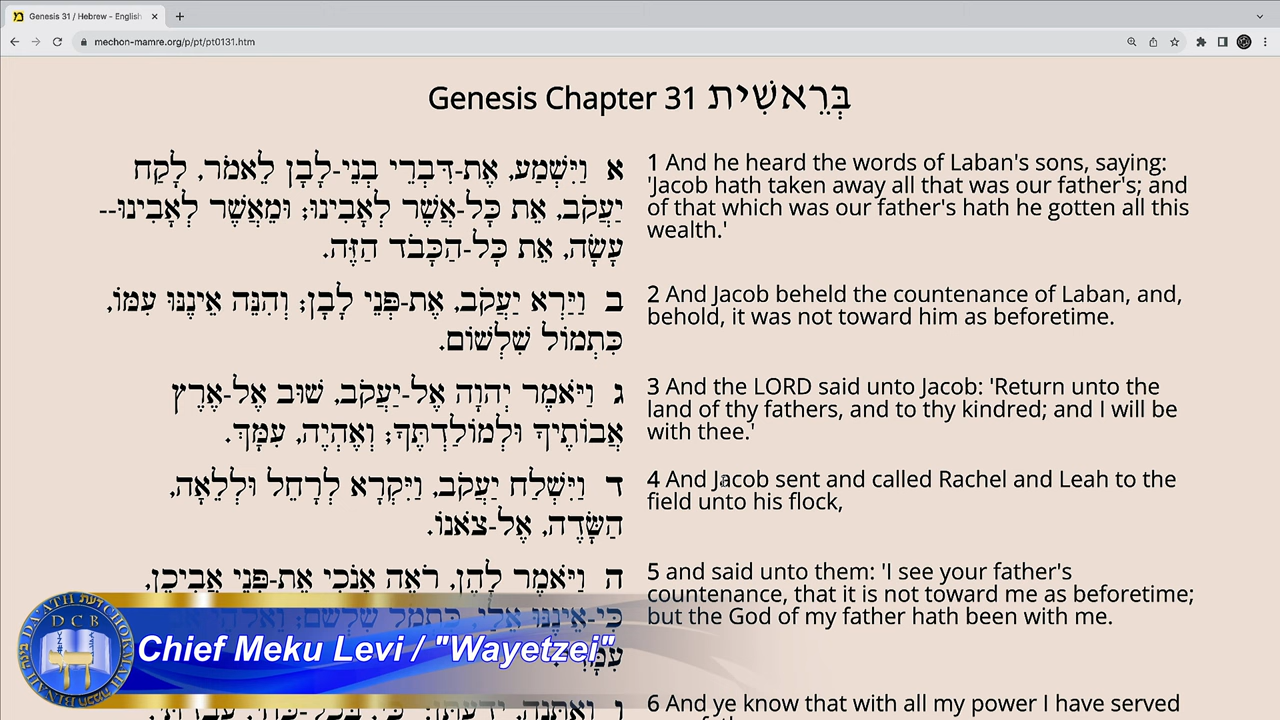 Genesis 31 / Hebrew - English
mechon-mamre.org/p/pt/pt0131.htm
Genesis Chapter 31 בְּרֵאשִׁית
א  וַיִּשְׁמַע, אֶת-דִּבְרֵי בְנֵי-לָבָן לֵאמֹר, לָקַח
יַעֲקֹב, אֵת כָּל-אֲשֶׁר לְאָבִינוּ; וּמֵאֲשֶׁר לְאָבִינוּ--
עָשָׂה, אֵת כָּל-הַכָּבֹד הַזֶּה.
1 And he heard the words of Laban's sons, saying:
'Jacob hath taken away all that was our father's; and
of that which was our father's hath he gotten all this
wealth.'
ב  וַיַּרְא יַעֲקֹב, אֶת-פְּנֵי לָבָן; וְהִנֵּה אֵינֶנּוּ עִמּוֹ,
כִּתְמוֹל שִׁלְשׁוֹם.
2 And Jacob beheld the countenance of Laban, and,
behold, it was not toward him as beforetime.
ג  וַיֹּאמֶר יְהוָה אֶל-יַעֲקֹב, שׁוּב אֶל-אֶרֶץ
אֲבוֹתֶיךָ וּלְמוֹלַדְתֶּךָ; וְאֶהְיֶה, עִמָּךְ.
3 And the LORD said unto Jacob: 'Return unto the
land of thy fathers, and to thy kindred; and I will be
with thee.'
ד  וַיִּשְׁלַח יַעֲקֹב, וַיִּקְרָא לְרָחֵל וּלְלֵאָה,
הַשָּׂדֶה, אֶל-צֹאנוֹ.
4 And Jacob sent and called Rachel and Leah to the
field unto his flock,
ה  וַיֹּאמֶר לָהֶן, רֹאֶה אָנֹכִי אֶת-פְּנֵי אֲבִיכֶן,
כִּי-אֵינֶנּוּ אֵלַי, כִּתְמֹל שִׁלְשֹׁם; וֵאלֹהֵי
עִמָּדִי
5 and said unto them: 'I see your father's
countenance, that it is not toward me as beforetime;
but the God of my father hath been with me.
6 And ye know that with all my power I have served
DCB
Chief Meku Levi / "Wayetzei"